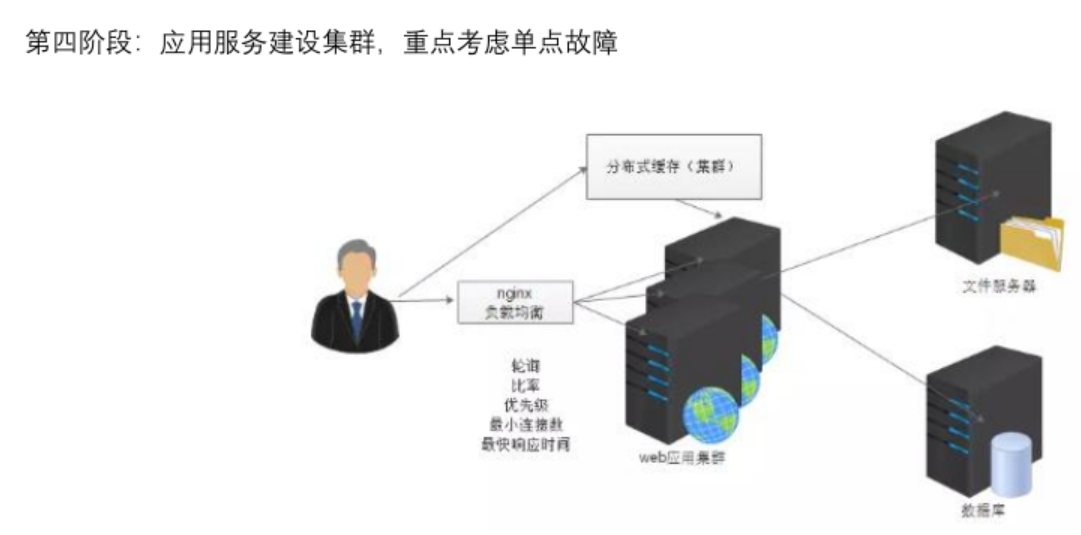 第四阶段：应用服务建设集群，重点考虑单点故障
分布式缓存（集群）
nginx
负载均衡
轮询
比率
优先级
最小连接数
最快响应时间
web应用集群
文件服务器
数据库